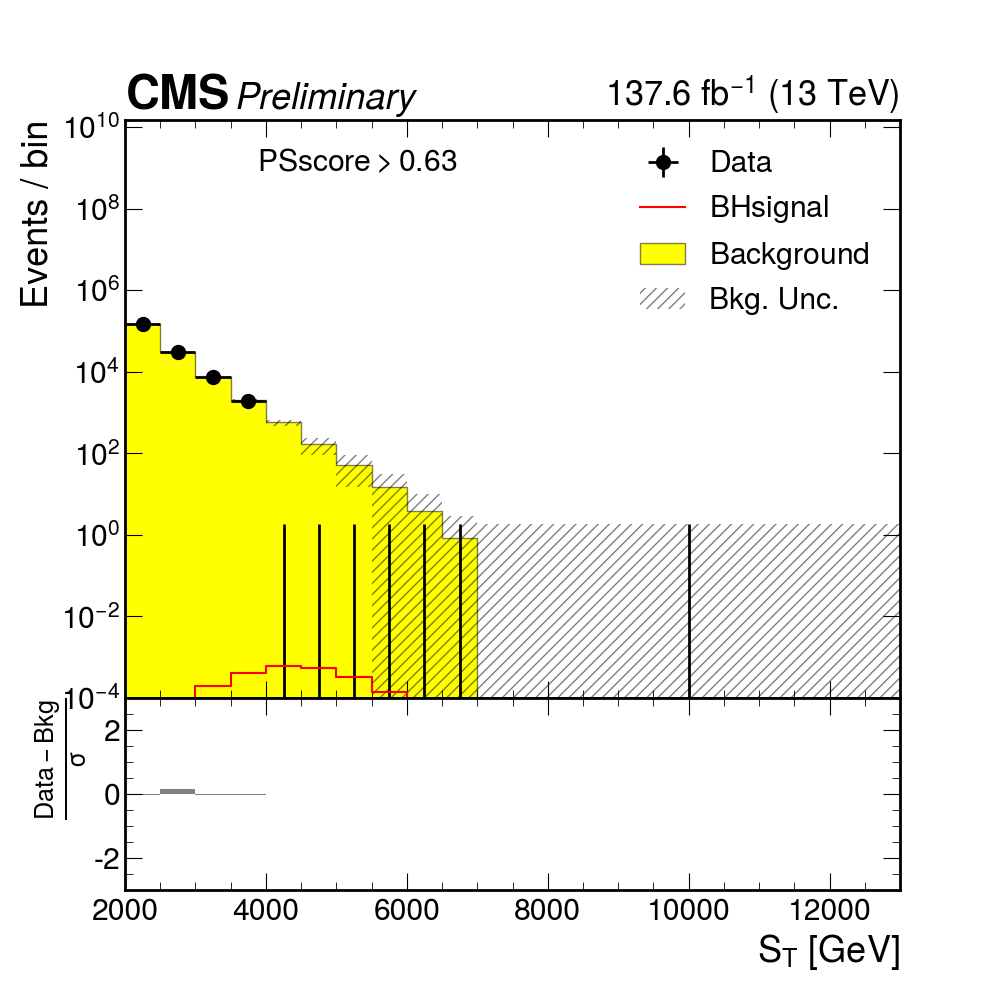 CMS Preliminary 137.6 fb⁻¹ (13 TeV)
Events / bin
10¹⁰
10⁸
10⁶
10⁴
10²
10⁰
10⁻²
10⁻⁴
PSscore > 0.63
Data
BHsignal
Background
Bkg. Unc.
Data – Bkg
σ
2
0
-2
2000 4000 6000 8000 10000 12000
S_T [GeV]